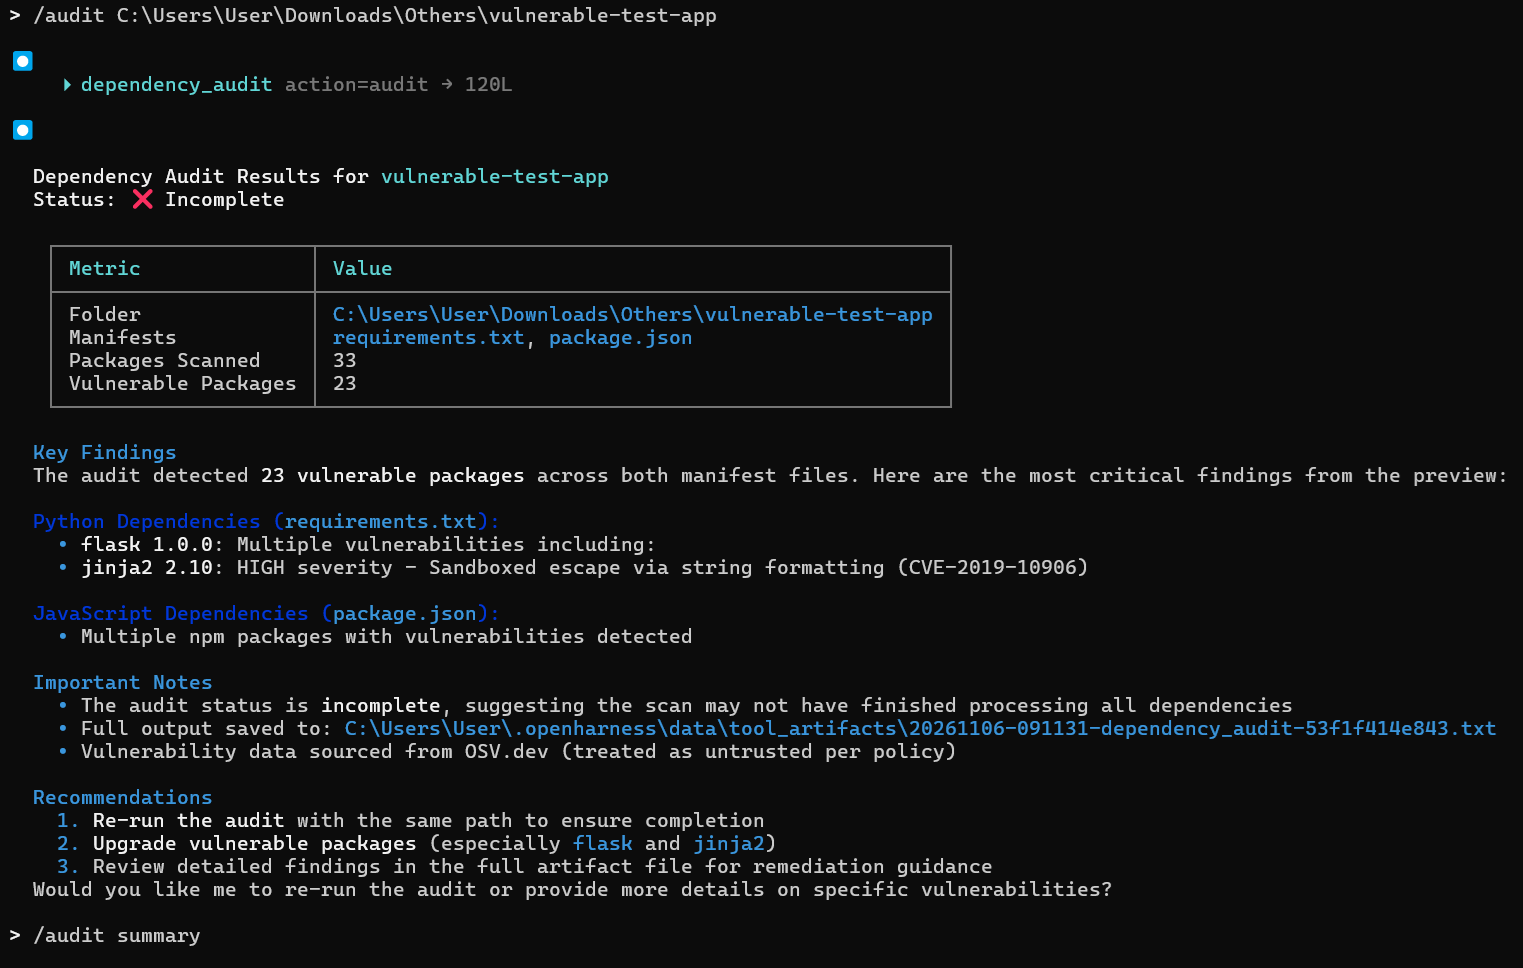 > /audit C:\Users\User\Downloads\Others\vulnerable-test-app
dependency_audit action=audit → 120L
Dependency Audit Results for vulnerable-test-app
Status: ❌ Incomplete
Metric Value
Folder C:\Users\User\Downloads\Others\vulnerable-test-app
Manifests requirements.txt, package.json
Packages Scanned 33
Vulnerable Packages 23
Key Findings
The audit detected 23 vulnerable packages across both manifest files. Here are the most critical findings from the preview:
Python Dependencies (requirements.txt):
• flask 1.0.0: Multiple vulnerabilities including:
• jinja2 2.10: HIGH severity - Sandboxed escape via string formatting (CVE-2019-10906)
JavaScript Dependencies (package.json):
• Multiple npm packages with vulnerabilities detected
Important Notes
• The audit status is incomplete, suggesting the scan may not have finished processing all dependencies
• Full output saved to: C:\Users\User\.openharness\data\tool_artifacts\20261106-091131-dependency_audit-53f1f414e843.txt
• Vulnerability data sourced from OSV.dev (treated as untrusted per policy)
Recommendations
1. Re-run the audit with the same path to ensure completion
2. Upgrade vulnerable packages (especially flask and jinja2)
3. Review detailed findings in the full artifact file for remediation guidance
Would you like me to re-run the audit or provide more details on specific vulnerabilities?
> /audit summary